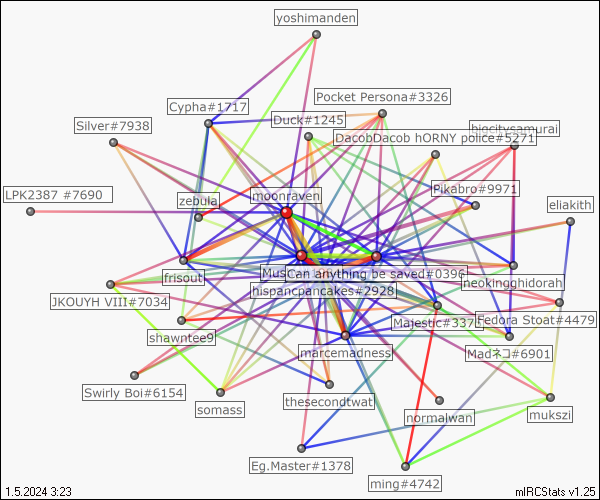 yoshimanden
Pocket Persona#3326
Cypha#1717
Duck#1245
Silver#7938
bigcitysamurai
DacobDacob hORNY police#5271
LPK2387 #7690
zebula
moonraven
Pikabro#9971
eliakith
frisout
Can anything be saved#0396
neokingghidorah
hispancpancakes#2928
JKOUYH VIII#7034
Majestic#337
Fedora Stoat#4479
shawntee9
marcemadness
Madネコ#6901
Swirly Boi#6154
somass
thesecondtwat
normalwan
mukszi
Eg.Master#1378
ming#4742
1.5.2024 3:23
mIRCStats v1.25